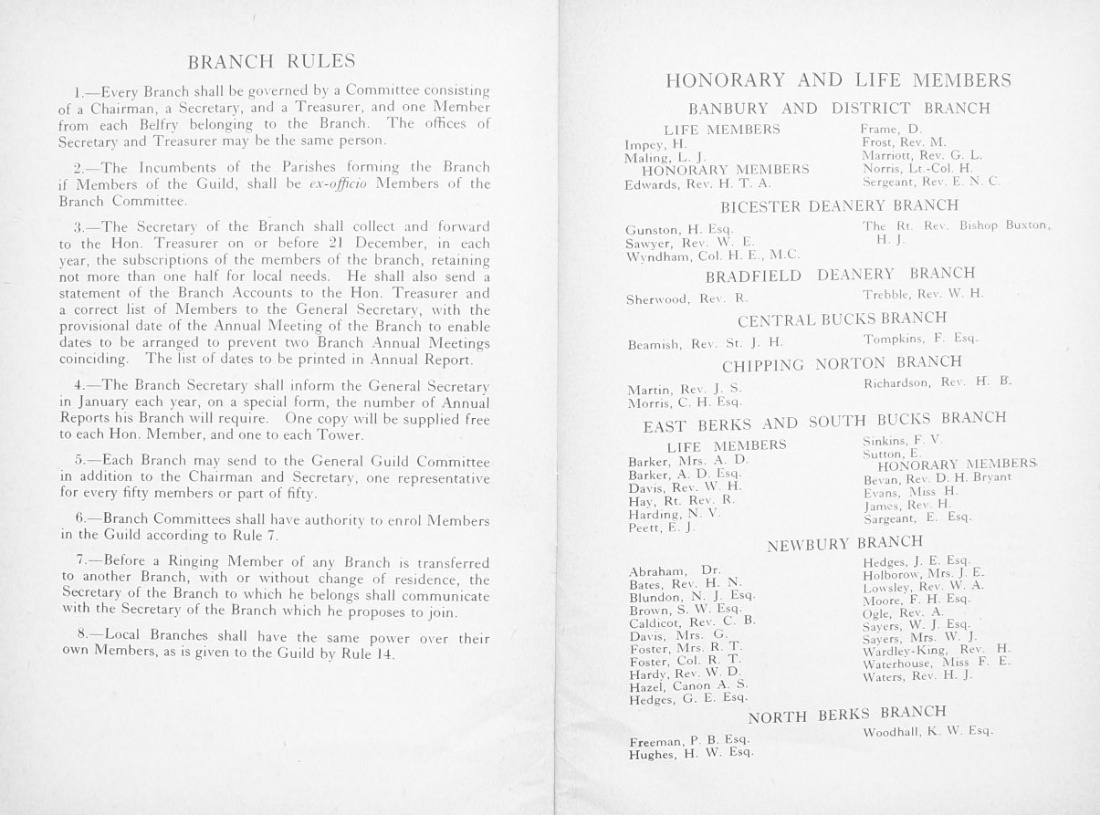 BRANCH RULES
1.—Every Branch shall be governed by a Committee consisting
of a Chairman, a Secretary, and a Treasurer, and one Member
from each Belfry belonging to the Branch. The offices of
Secretary and Treasurer may be the same person.
2.—The Incumbents of the Parishes forming the Branch
if Members of the Guild, shall be ex-officio Members of the
Branch Committee.
3.—The Secretary of the Branch shall collect and forward
to the Hon. Treasurer on or before 21 December, in each
year, the subscriptions of the members of the branch, retaining
not more than one half for local needs. He shall also send a
statement of the Branch Accounts to the Hon. Treasurer and
a correct list of Members to the General Secretary, with the
provisional date of the Annual Meeting of the Branch to enable
dates to be arranged to prevent two Branch Annual Meetings
coinciding. The list of dates to be printed in Annual Report.
4.—The Branch Secretary shall inform the General Secretary
in January each year, on a special form, the number of Annual
Reports his Branch will require. One copy will be supplied free
to each Hon. Member, and one to each Tower.
5.—Each Branch may send to the General Guild Committee
in addition to the Chairman and Secretary, one representative
for every fifty members or part of fifty.
6.—Branch Committees shall have authority to enrol Members
in the Guild according to Rule 7.
7.—Before a Ringing Member of any Branch is transferred
to another Branch, with or without change of residence, the
Secretary of the Branch to which he belongs shall communicate
with the Secretary of the Branch which he proposes to join.
8.—Local Branches shall have the same power over their
own Members, as is given to the Guild by Rule 14.
HONORARY AND LIFE MEMBERS
BANBURY AND DISTRICT BRANCH
LIFE MEMBERS
Impey, H.
Maling, L. J.
HONORARY MEMBERS
Edwards, Rev. H. T. A.
Frame, D.
Frost, Rev. M.
Marriott, Rev. G. L.
Norris, Lt.-Col. H.
Sergeant, Rev. E. N. C.
BICESTER DEANERY BRANCH
Gunston, H. Esq.
Sawyer, Rev. W. E.
Wyndham, Col. H. E., M.C.
The Rt. Rev. Bishop Buxton,
H. J.
BRADFIELD DEANERY BRANCH
Sherwood, Rev. R.
Trebble, Rev. W. H.
CENTRAL BUCKS BRANCH
Beamish, Rev. St. J. H.
Tompkins, F. Esq.
CHIPPING NORTON BRANCH
Martin, Rev. J. S.
Morris, C. H. Esq.
Richardson, Rev. H. B.
EAST BERKS AND SOUTH BUCKS BRANCH
LIFE MEMBERS
Barker, Mrs. A. D.
Barker, A. D. Esq.
Davis, Rev. W. H.
Hay, Rt. Rev. R.
Harding, N. V.
Peett, E. J.
Sinkins, F. V.
Sutton, E.
HONORARY MEMBERS
Bevan, Rev. D. H. Bryant
Evans, Miss H.
James, Rev. H.
Sargeant, E. Esq.
NEWBURY BRANCH
Abraham, Dr.
Bates, Rev. H. N.
Blundon, N. J. Esq.
Brown, S. W. Esq.
Caldicot, Rev. C. B.
Davis, Mrs. G.
Foster, Mrs. R. T.
Foster, Col. R. T.
Hardy, Rev. W. D.
Hazel, Canon A. S.
Hedges, G. E. Esq.
Hedges, J. E. Esq.
Holborow, Mrs. J. E.
Lowsley, Rev. W. A.
Moore, F. H. Esq.
Ogle, Rev. A.
Sayers, W. J. Esq.
Sayers, Mrs. W. J.
Wardley-King, Rev. H.
Waterhouse, Miss F. E.
Waters, Rev. H. J.
NORTH BERKS BRANCH
Freeman, P. B. Esq.
Hughes, H. W. Esq.
Woodhall, K. W. Esq.